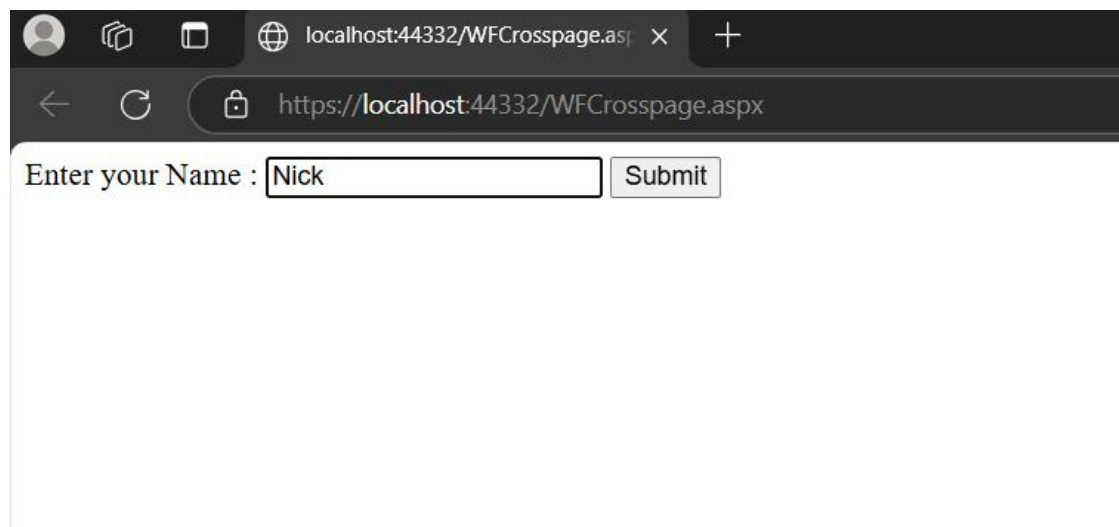 localhost:44332/WFCrosspage.asp
https://localhost:44332/WFCrosspage.aspx
Enter your Name : Nick Submit